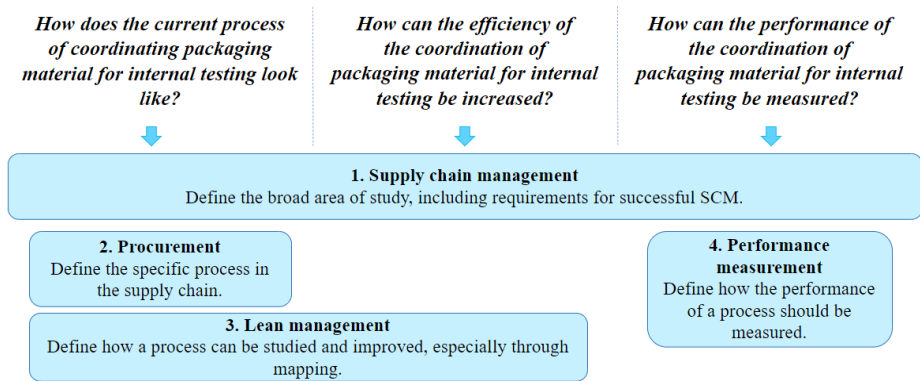 How does the current process
of coordinating packaging
material for internal testing look
like?
How can the efficiency of
the coordination of
packaging material for internal
testing be increased?
How can the performance of
the coordination of
packaging material for internal
testing be measured?
1. Supply chain management
Define the broad area of study, including requirements for successful SCM.
2. Procurement
Define the specific process in
the supply chain.
3. Lean management
Define how a process can be studied and improved, especially through
mapping.
4. Performance
measurement
Define how the performance
of a process should be
measured.